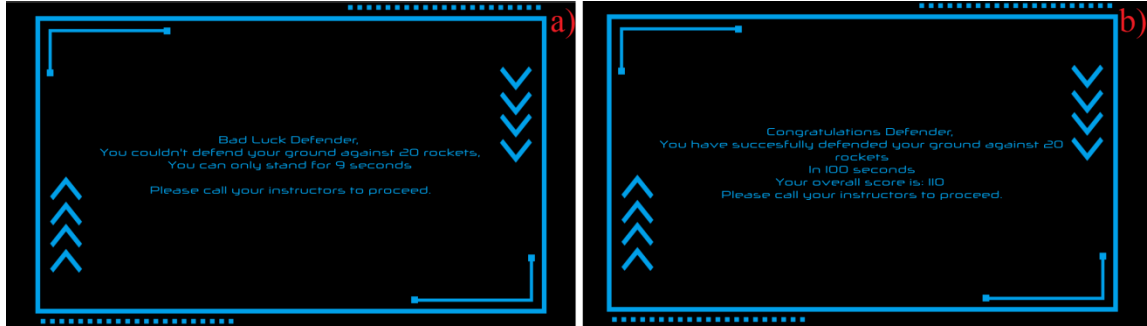 a)
Bad Luck Defender,
You couldn't defend your ground against 20 rockets,
You can only stand for 9 seconds
Please call your instructors to proceed.
b)
Congratulations Defender,
You have succesfully defended your ground against 20
rockets
In 100 seconds
Your overall score is: 110
Please call your instructors to proceed.